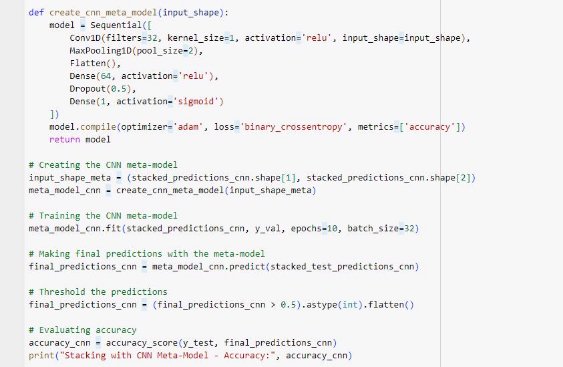 def create_cnn_meta_model(input_shape):
    model = Sequential([
        Conv1D(filters=32, kernel_size=1, activation='relu', input_shape=input_shape),
        MaxPooling1D(pool_size=2),
        Flatten(),
        Dense(64, activation='relu'),
        Dropout(0.5),
        Dense(1, activation='sigmoid')
    ])
    model.compile(optimizer='adam', loss='binary_crossentropy', metrics=['accuracy'])
    return model
# Creating the CNN meta-model
input_shape_meta = (stacked_predictions_cnn.shape[1], stacked_predictions_cnn.shape[2])
meta_model_cnn = create_cnn_meta_model(input_shape_meta)
# Training the CNN meta-model
meta_model_cnn.fit(stacked_predictions_cnn, y_val, epochs=10, batch_size=32)
# Making final predictions with the meta-model
final_predictions_cnn = meta_model_cnn.predict(stacked_test_predictions_cnn)
# Threshold the predictions
final_predictions_cnn = (final_predictions_cnn > 0.5).astype(int).flatten()
# Evaluating accuracy
accuracy_cnn = accuracy_score(y_test, final_predictions_cnn)
print("Stacking with CNN Meta-Model - Accuracy:", accuracy_cnn)